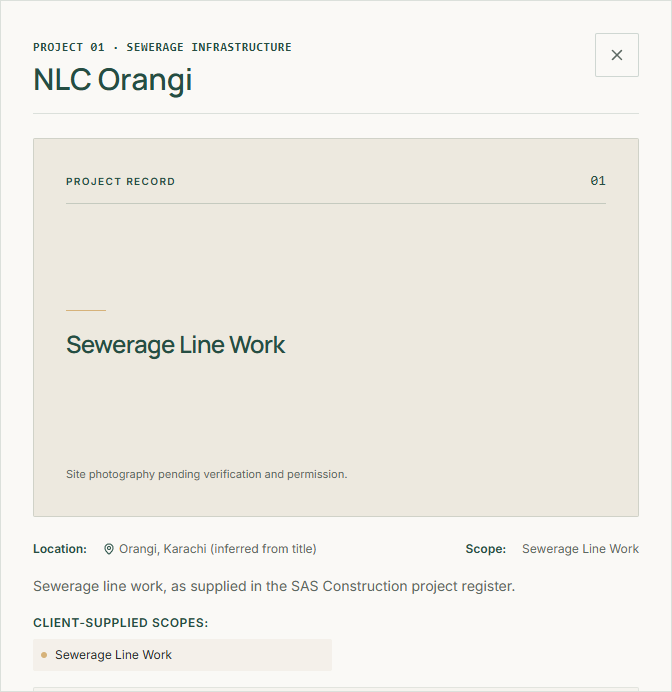 PROJECT 01 · SEWERAGE INFRASTRUCTURE
NLC Orangi
PROJECT RECORD 01
Sewerage Line Work
Site photography pending verification and permission.
Location: Orangi, Karachi (inferred from title) Scope: Sewerage Line Work
Sewerage line work, as supplied in the SAS Construction project register.
CLIENT-SUPPLIED SCOPES:
Sewerage Line Work